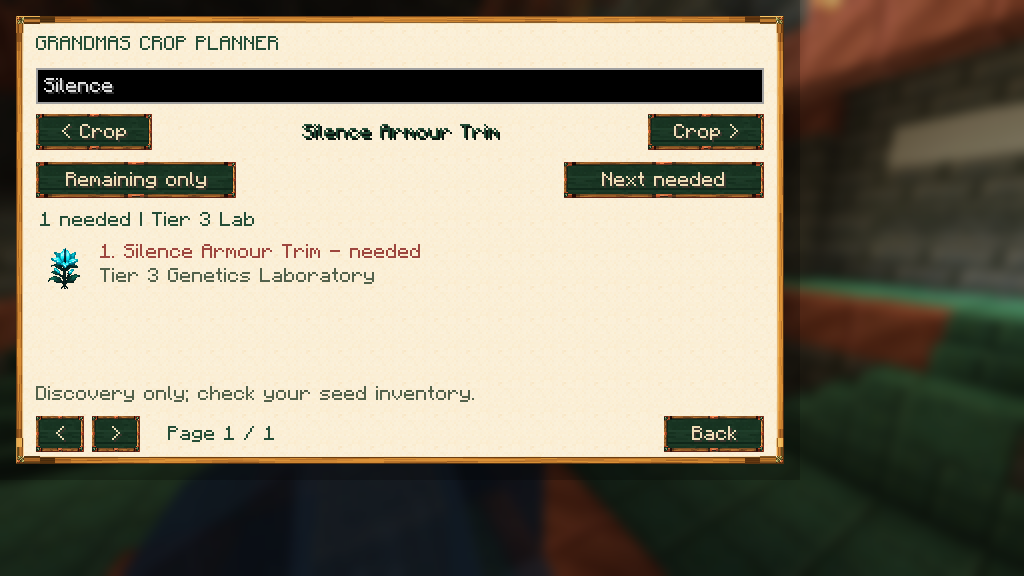 GRANDMAS CROP PLANNER
Silence
< Crop
Silence Armour Trim
Crop >
Remaining only
Next needed
1 needed | Tier 3 Lab
1. Silence Armour Trim – needed
Tier 3 Genetics Laboratory
Discovery only; check your seed inventory.
< > Page 1 / 1
Back